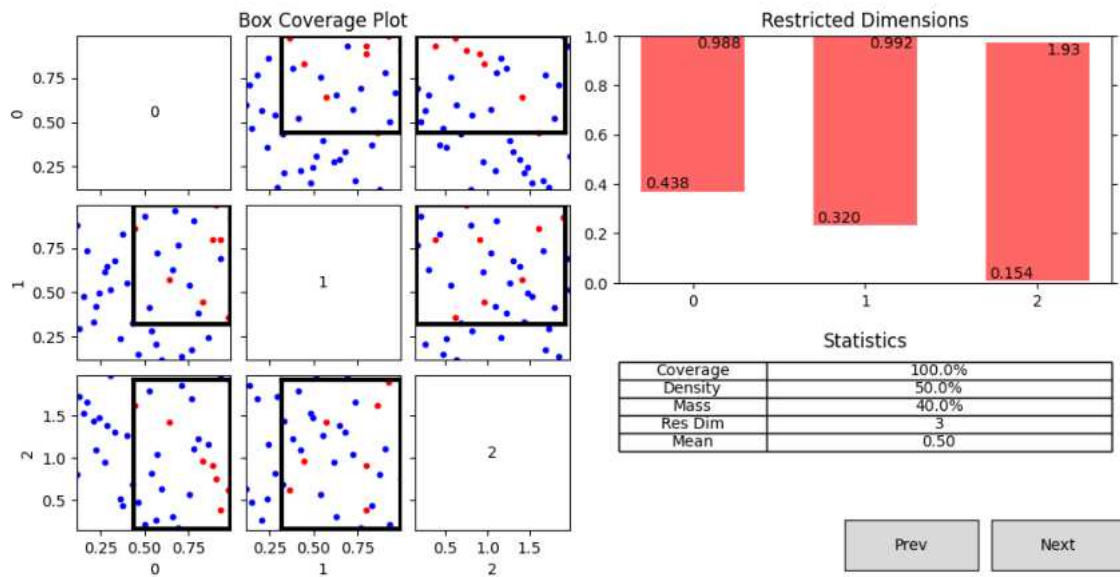 Box Coverage Plot
0.75
0.50
0.25
0
0
0.75
0.50
0.25
1
1
1.5
1.0
0.5
2
2
0.25 0.50 0.75
0.25 0.50 0.75
0.5 1.0 1.5
0 1 2
Restricted Dimensions
1.0
0.8
0.6
0.4
0.2
0.0
0.988 0.992 1.93
0.438 0.320 0.154
0 1 2
Statistics
Coverage 100.0%
Density 50.0%
Mass 40.0%
Res Dim 3
Mean 0.50
Prev Next